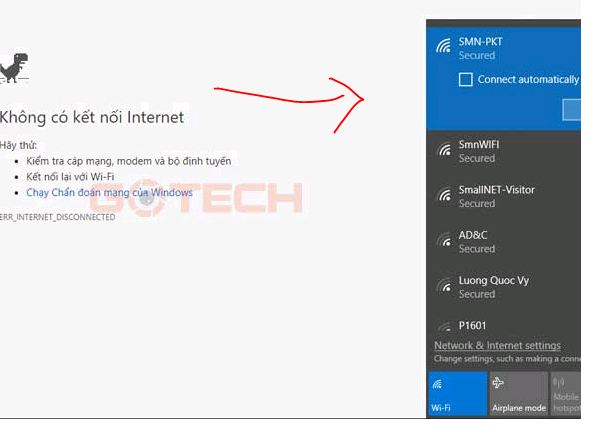 Không có kết nối Internet
Hãy thử:
Kiểm tra cáp mạng, modem và bộ định tuyến
Kết nối lại với Wi-Fi
Chạy Chẩn đoán mạng của Windows
ERR_INTERNET_DISCONNECTED
GOTECH
SMN-PKT
Secured
Connect automatically
SmnWIFI
Secured
SmallNET-Visitor
Secured
AD&C
Secured
Luong Quoc Vy
Secured
P1601
Network & Internet settings
Change settings, such as making a conne
Wi-Fi
Airplane mode
Mobile
hotspot